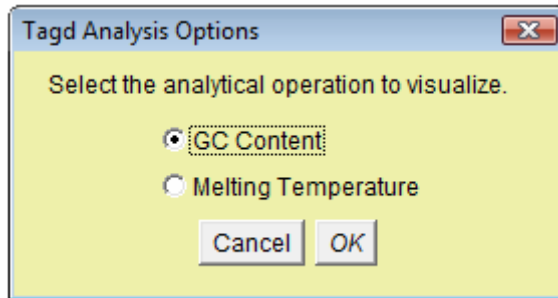 Tagd Analysis Options
Select the analytical operation to visualize.
GC Content
Melting Temperature
Cancel OK